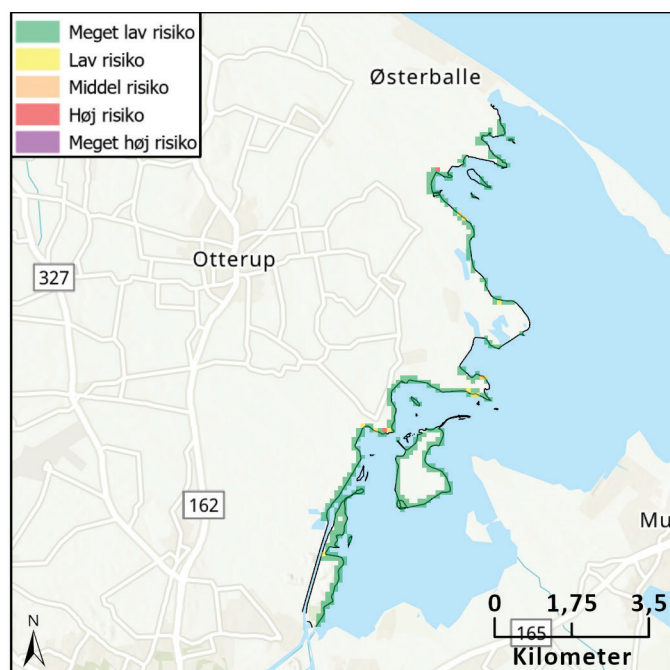 Meget lav risiko
Lav risiko
Middel risiko
Høj risiko
Meget høj risiko
Østerballe
Otterup
327
162
Mu
N
0 1,75 3,5
165
Kilometer